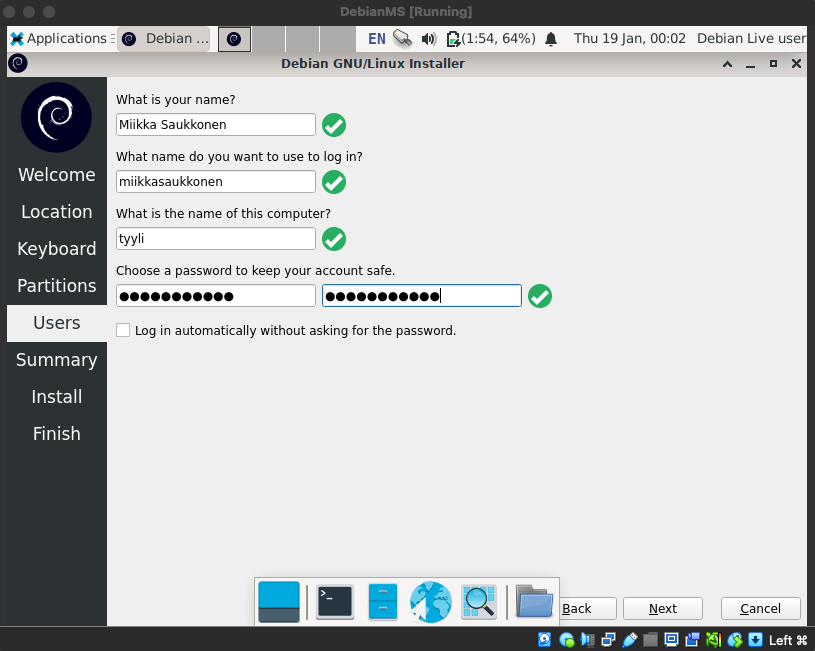 DebianMS [Running]
Applications Debian ... EN (1:54, 64%) Thu 19 Jan, 00:02 Debian Live user
Debian GNU/Linux Installer
What is your name?
Miikka Saukkonen
What name do you want to use to log in?
miikkasaukkonen
What is the name of this computer?
tyyli
Choose a password to keep your account safe.
●●●●●●●●●●● ●●●●●●●●●●●
Log in automatically without asking for the password.
Welcome
Location
Keyboard
Partitions
Users
Summary
Install
Finish
Back Next Cancel
Left ⌘